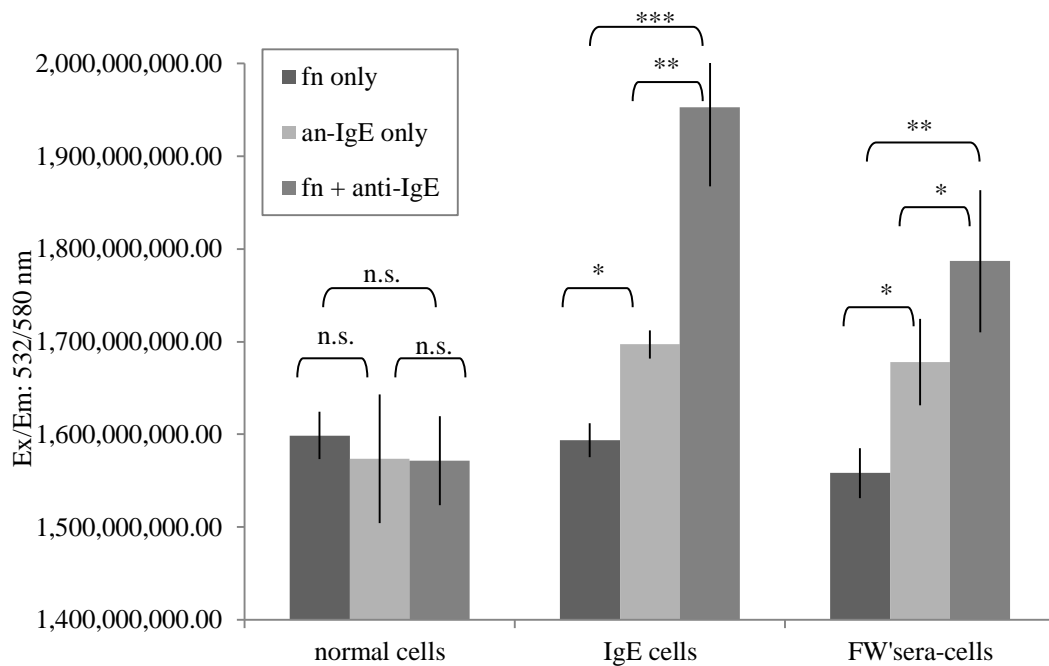 ***
2,000,000,000.00
fn only
**
an-IgE only
1,900,000,000.00
**
fn + anti-IgE
*
1,800,000,000.00
n.s.
*
*
1,700,000,000.00
n.s.
n.s.
1,600,000,000.00
1,500,000,000.00
1,400,000,000.00
Ex/Em: 532/580 nm
normal cells
IgE cells
FW'sera-cells